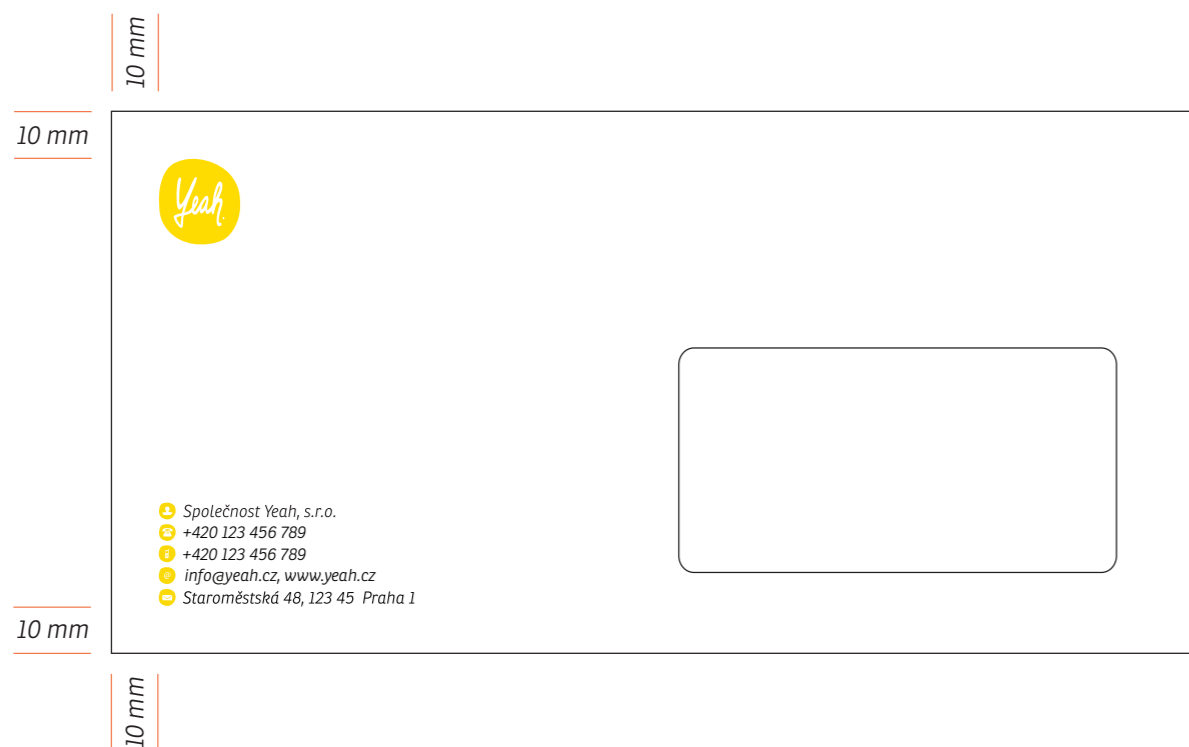 10 mm
10 mm
Yeah.
Společnost Yeah, s.r.o.
+420 123 456 789
+420 123 456 789
info@yeah.cz, www.yeah.cz
Staroměstská 48, 123 45  Praha 1
10 mm
10 mm